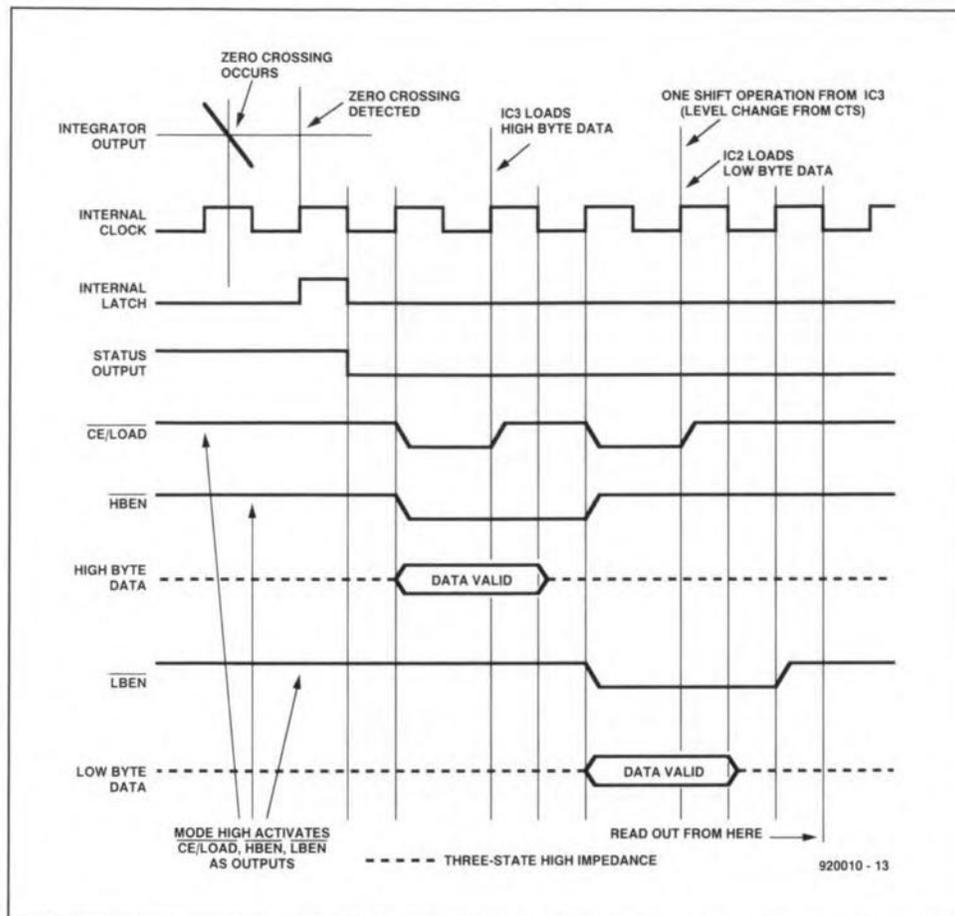 ZERO CROSSING
OCCURS
ZERO CROSSING
DETECTED
ONE SHIFT OPERATION FROM IC3
(LEVEL CHANGE FROM CTS)
IC3 LOADS
HIGH BYTE DATA
IC2 LOADS
LOW BYTE DATA
INTEGRATOR
OUTPUT
INTERNAL
CLOCK
INTERNAL
LATCH
STATUS
OUTPUT
CE/LOAD
HBEN
HIGH BYTE
DATA
DATA VALID
LBEN
LOW BYTE
DATA
DATA VALID
MODE HIGH ACTIVATES
CE/LOAD, HBEN, LBEN
AS OUTPUTS
READ OUT FROM HERE
THREE-STATE HIGH IMPEDANCE
920010 - 13